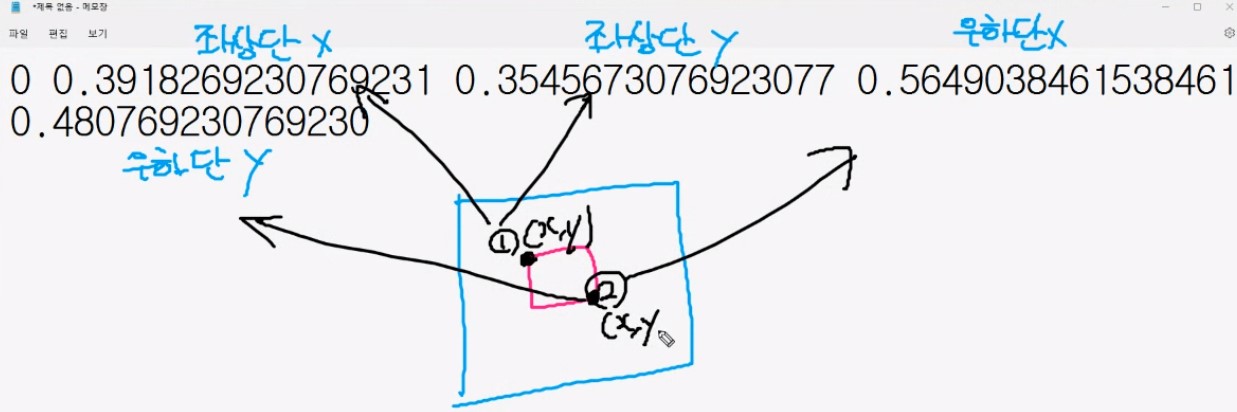 *제목 없음 - 메모장
파일 편집 보기
좌상단 X 좌상단 Y 우하단X
0 0.3918269230769231 0.3545673076923077 0.5649038461538461
0.480769230769230
우하단 Y
① (x,y)
②
(x,y